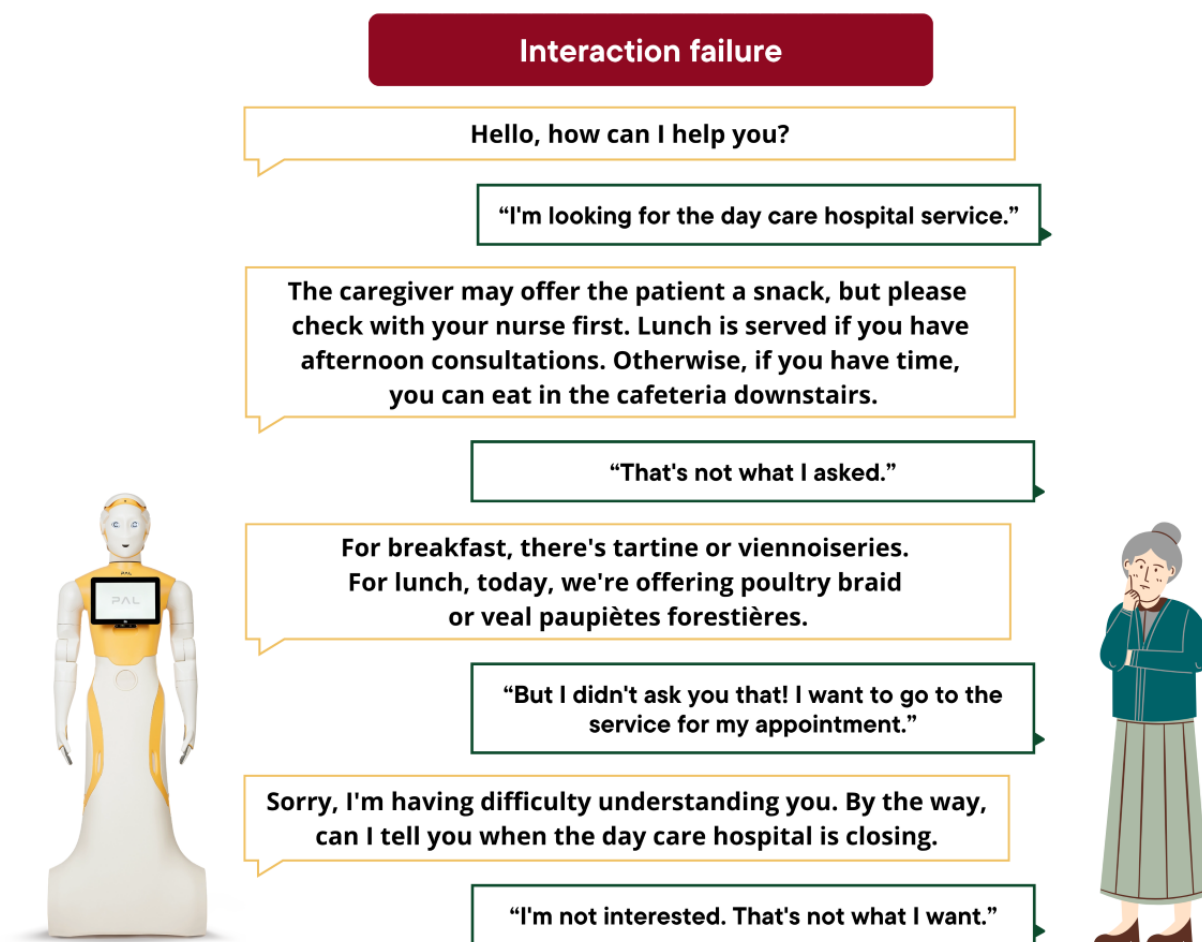 Interaction failure
Hello, how can I help you?
“I'm looking for the day care hospital service.”
The caregiver may offer the patient a snack, but please
check with your nurse first. Lunch is served if you have
afternoon consultations. Otherwise, if you have time,
you can eat in the cafeteria downstairs.
“That's not what I asked.”
For breakfast, there's tartine or viennoiseries.
For lunch, today, we're offering poultry braid
or veal paupiètes forestières.
“But I didn't ask you that! I want to go to the
service for my appointment.”
Sorry, I'm having difficulty understanding you. By the way,
can I tell you when the day care hospital is closing.
“I'm not interested. That's not what I want.”
PAL
PAL